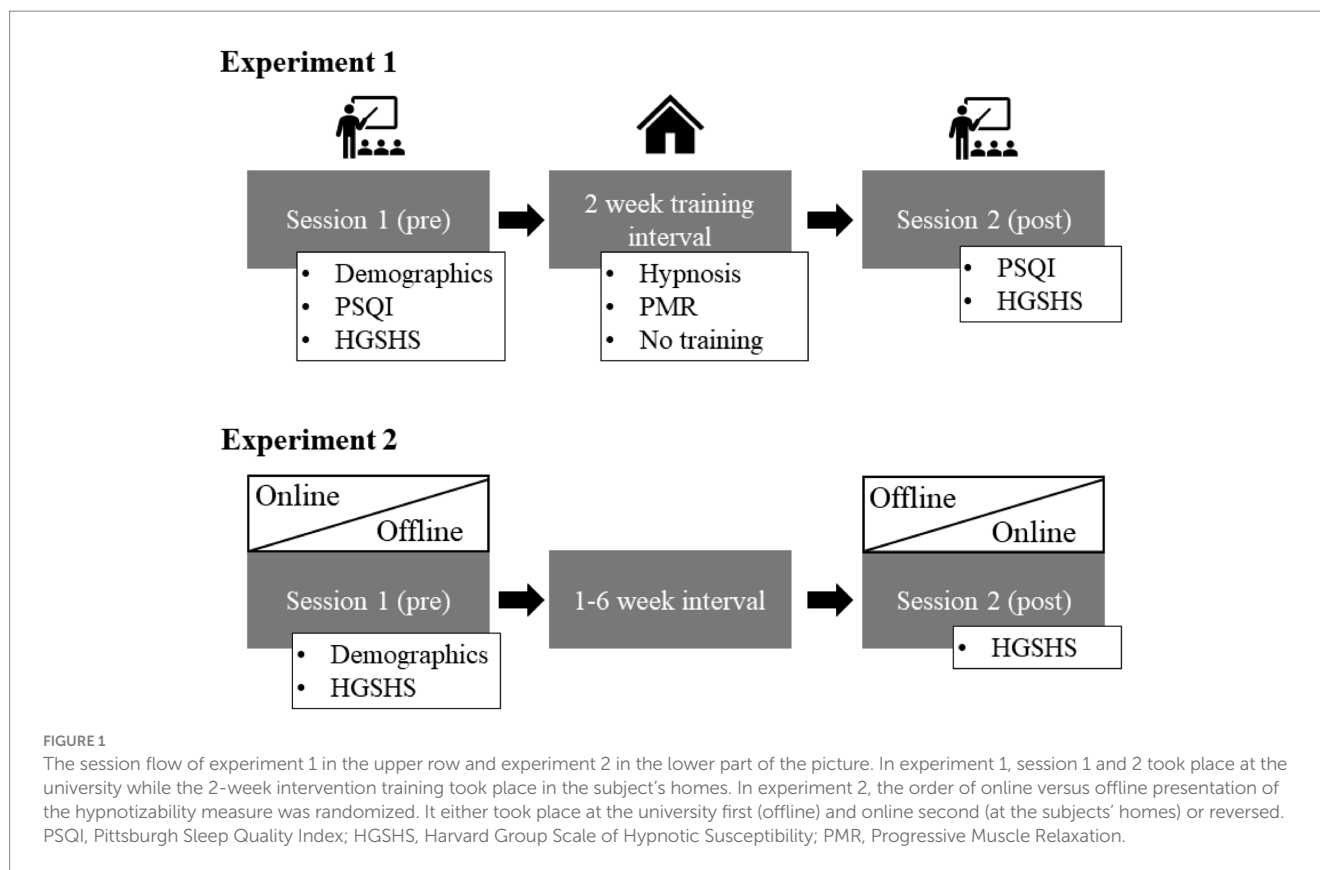 Experiment 1
Session 1 (pre)
• Demographics
• PSQI
• HGSHS
2 week training
interval
• Hypnosis
• PMR
• No training
Session 2 (post)
• PSQI
• HGSHS
Experiment 2
Online
Offline
Session 1 (pre)
• Demographics
• HGSHS
1-6 week interval
Offline
Online
Session 2 (post)
• HGSHS
FIGURE 1
The session flow of experiment 1 in the upper row and experiment 2 in the lower part of the picture. In experiment 1, session 1 and 2 took place at the
university while the 2-week intervention training took place in the subject's homes. In experiment 2, the order of online versus offline presentation of
the hypnotizability measure was randomized. It either took place at the university first (offline) and online second (at the subjects' homes) or reversed.
PSQI, Pittsburgh Sleep Quality Index; HGSHS, Harvard Group Scale of Hypnotic Susceptibility; PMR, Progressive Muscle Relaxation.